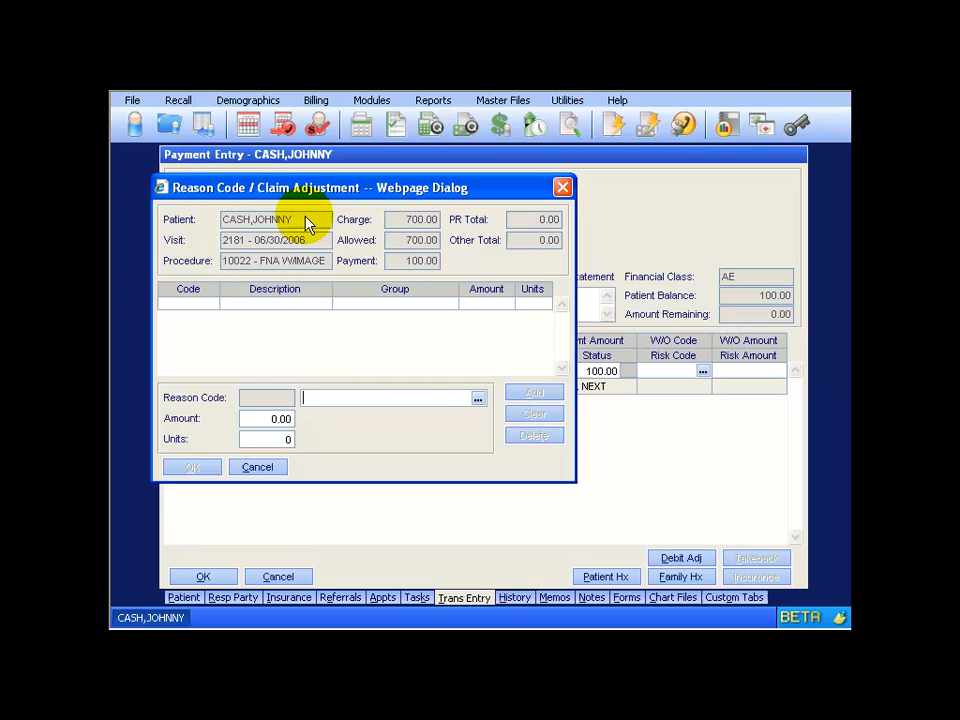 File Recall Demographics Billing Modules Reports Master Files Utilities Help
Payment Entry - CASH,JOHNNY
Reason Code / Claim Adjustment -- Webpage Dialog
Patient: CASH,JOHNNY Charge: 700.00 PR Total: 0.00
Visit: 2181 - 06/30/2006 Allowed: 700.00 Other Total: 0.00
Procedure: 10022 - FNA W/IMAGE Payment: 100.00
Code Description Group Amount Units
Reason Code: ... Add
Amount: 0.00 Clear
Units: 0 Delete
OK Cancel
atement Financial Class: AE
Patient Balance: 100.00
Amount Remaining: 0.00
nt Amount W/O Code W/O Amount
Status Risk Code Risk Amount
100.00 ...
NEXT
Debit Adj Takeback
OK Cancel Patient Hx Family Hx Insurance
Patient Resp Party Insurance Referrals Appts Tasks Trans Entry History Memos Notes Forms Chart Files Custom Tabs
CASH,JOHNNY BETA